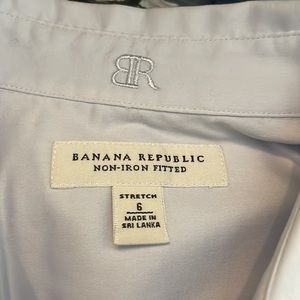 BR
BANANA REPUBLIC
NON-IRON FITTED
STRETCH
6
MADE IN
SRI LANKA